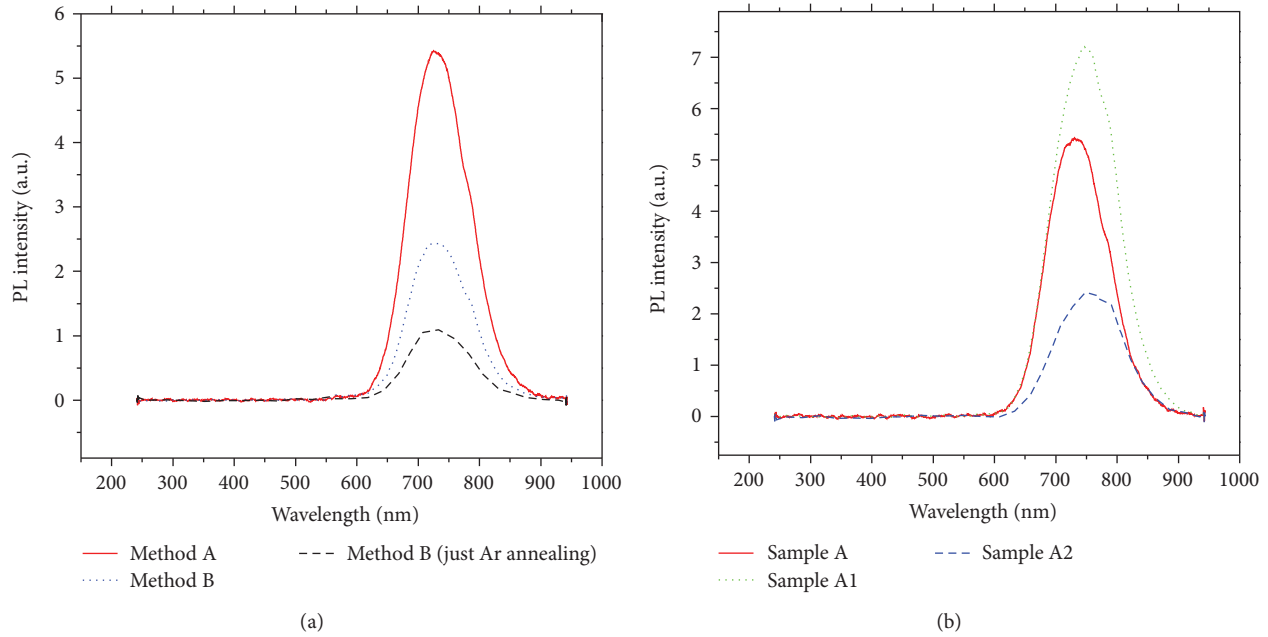 6
5
4
3
2
1
0
PL intensity (a.u.)
200 300 400 500 600 700 800 900 1000
Wavelength (nm)
Method A
Method B
Method B (just Ar annealing)
(a)
7
6
5
4
3
2
1
0
PL intensity (a.u.)
200 300 400 500 600 700 800 900 1000
Wavelength (nm)
Sample A
Sample A1
Sample A2
(b)